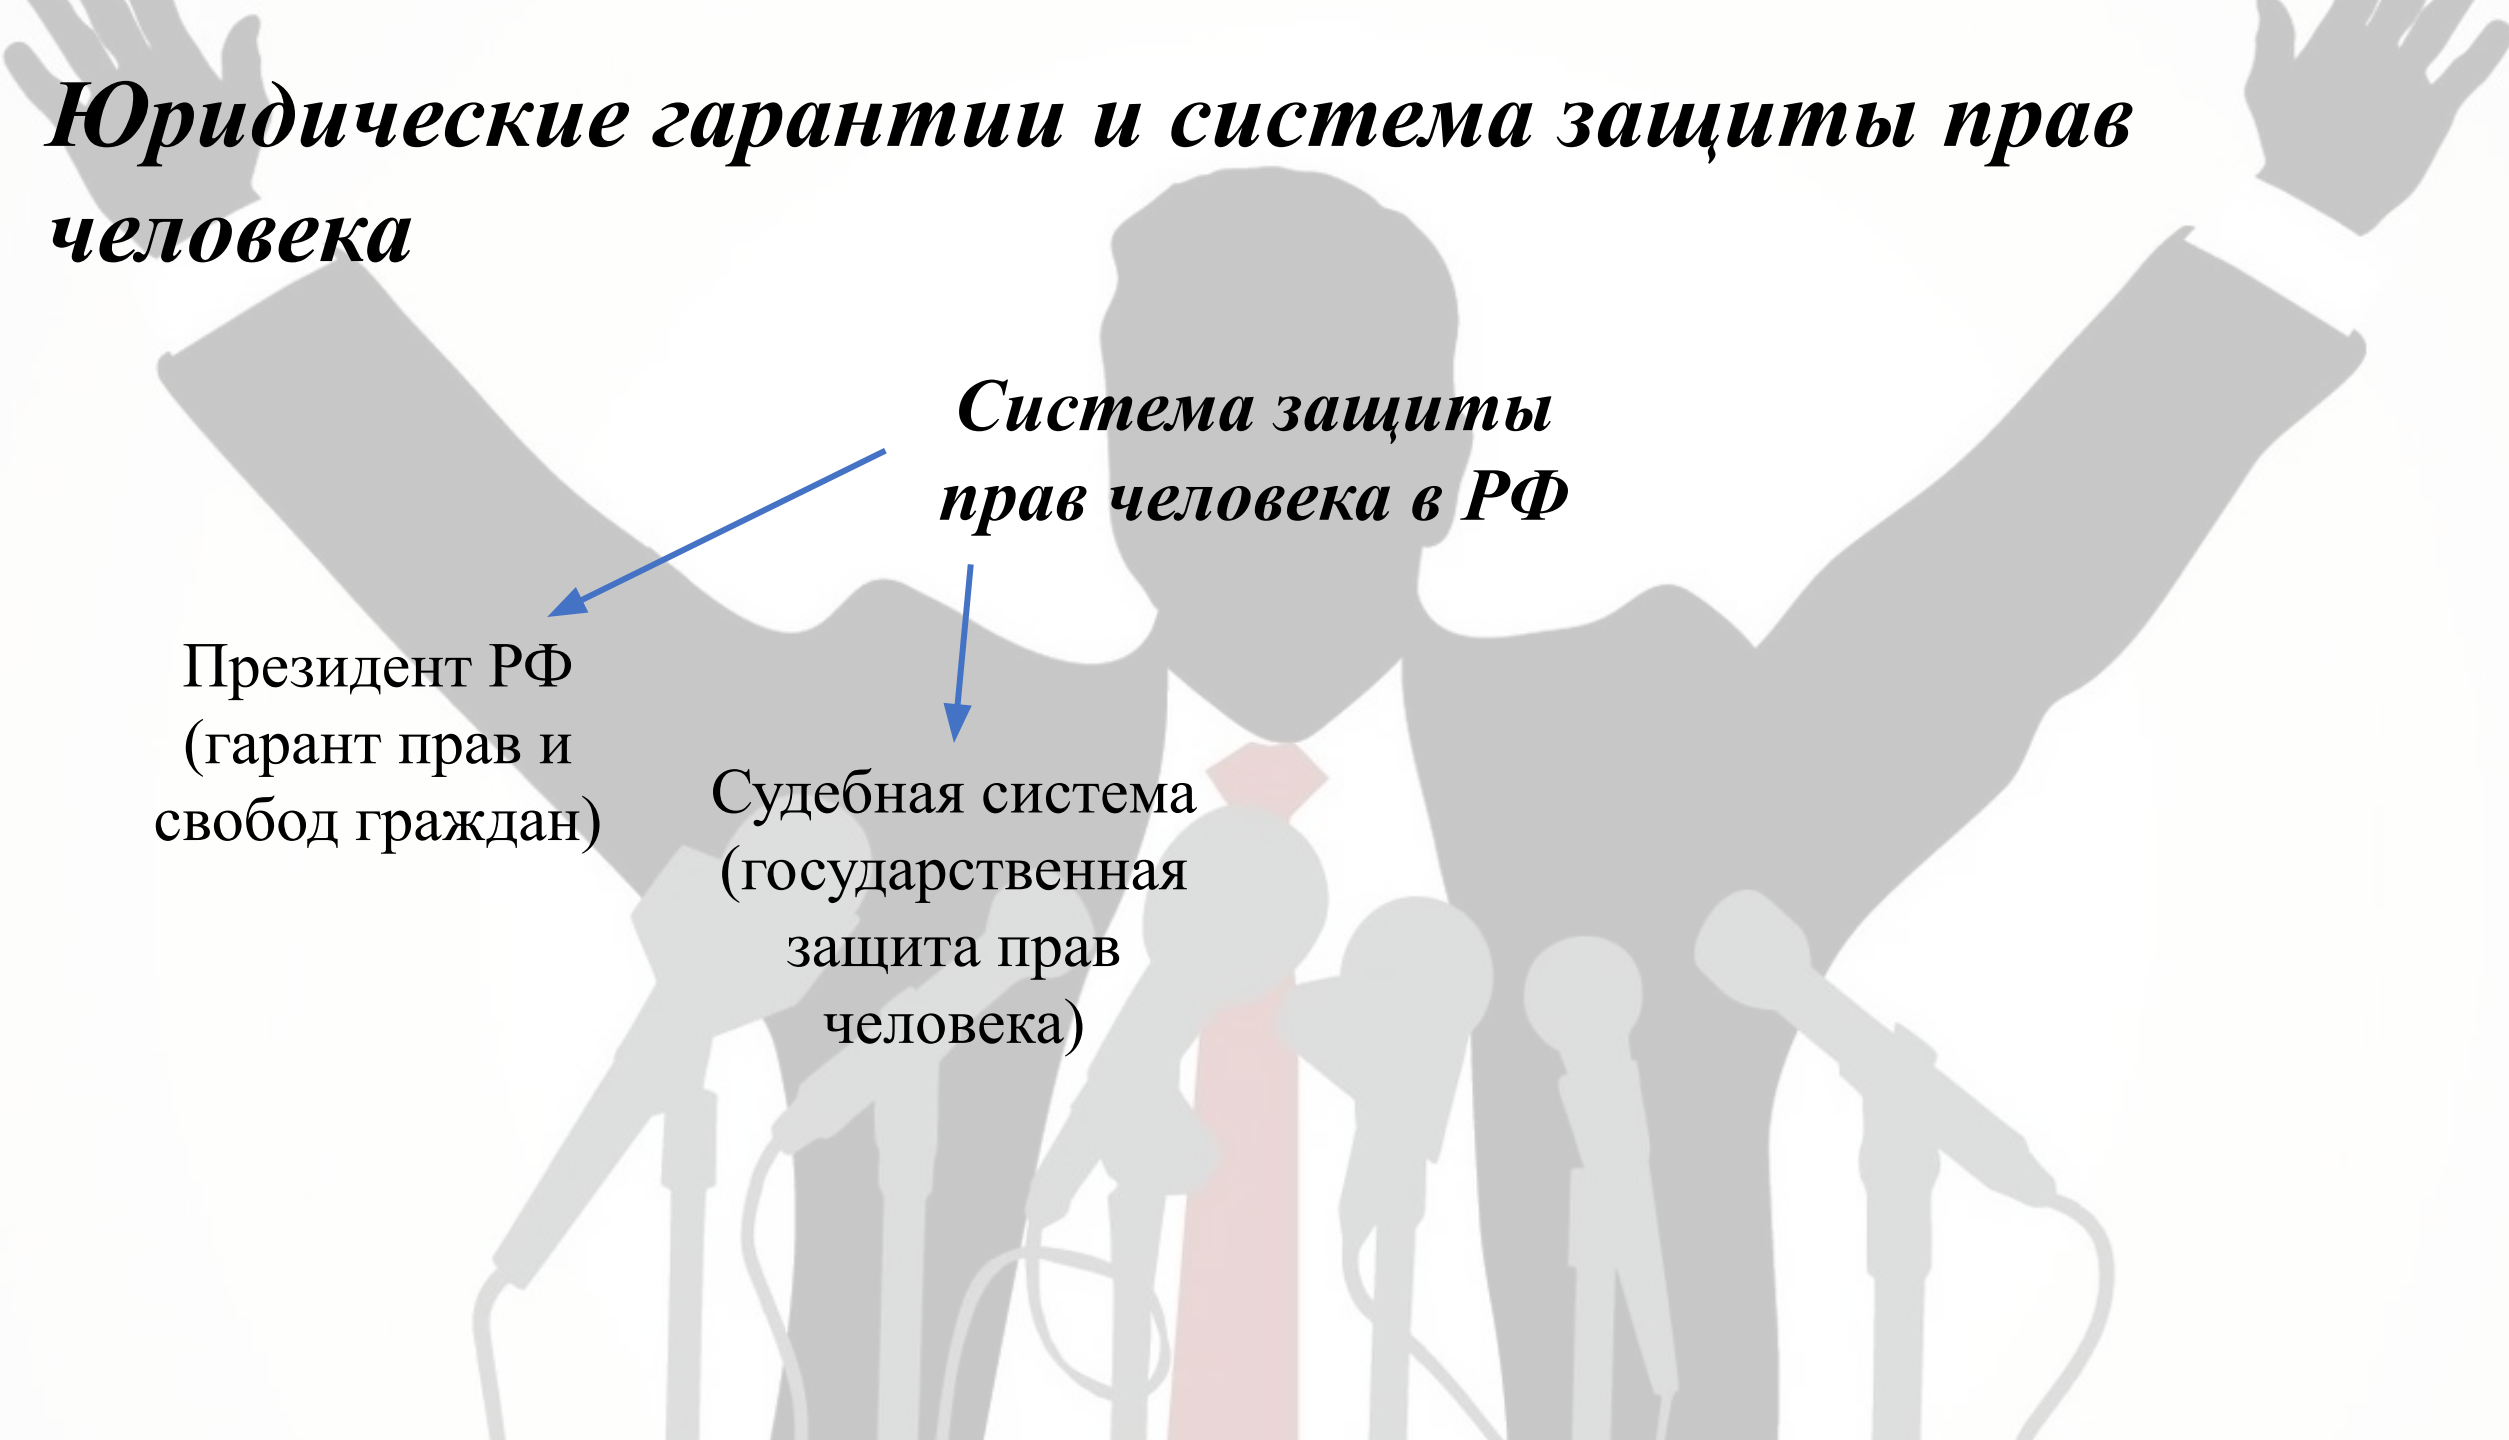 Юридические гарантии и система защиты прав
человека
Система защиты
прав человека в РФ
Президент РФ
(гарант прав и
свобод граждан)
Судебная система
(государственная
защита прав
человека)